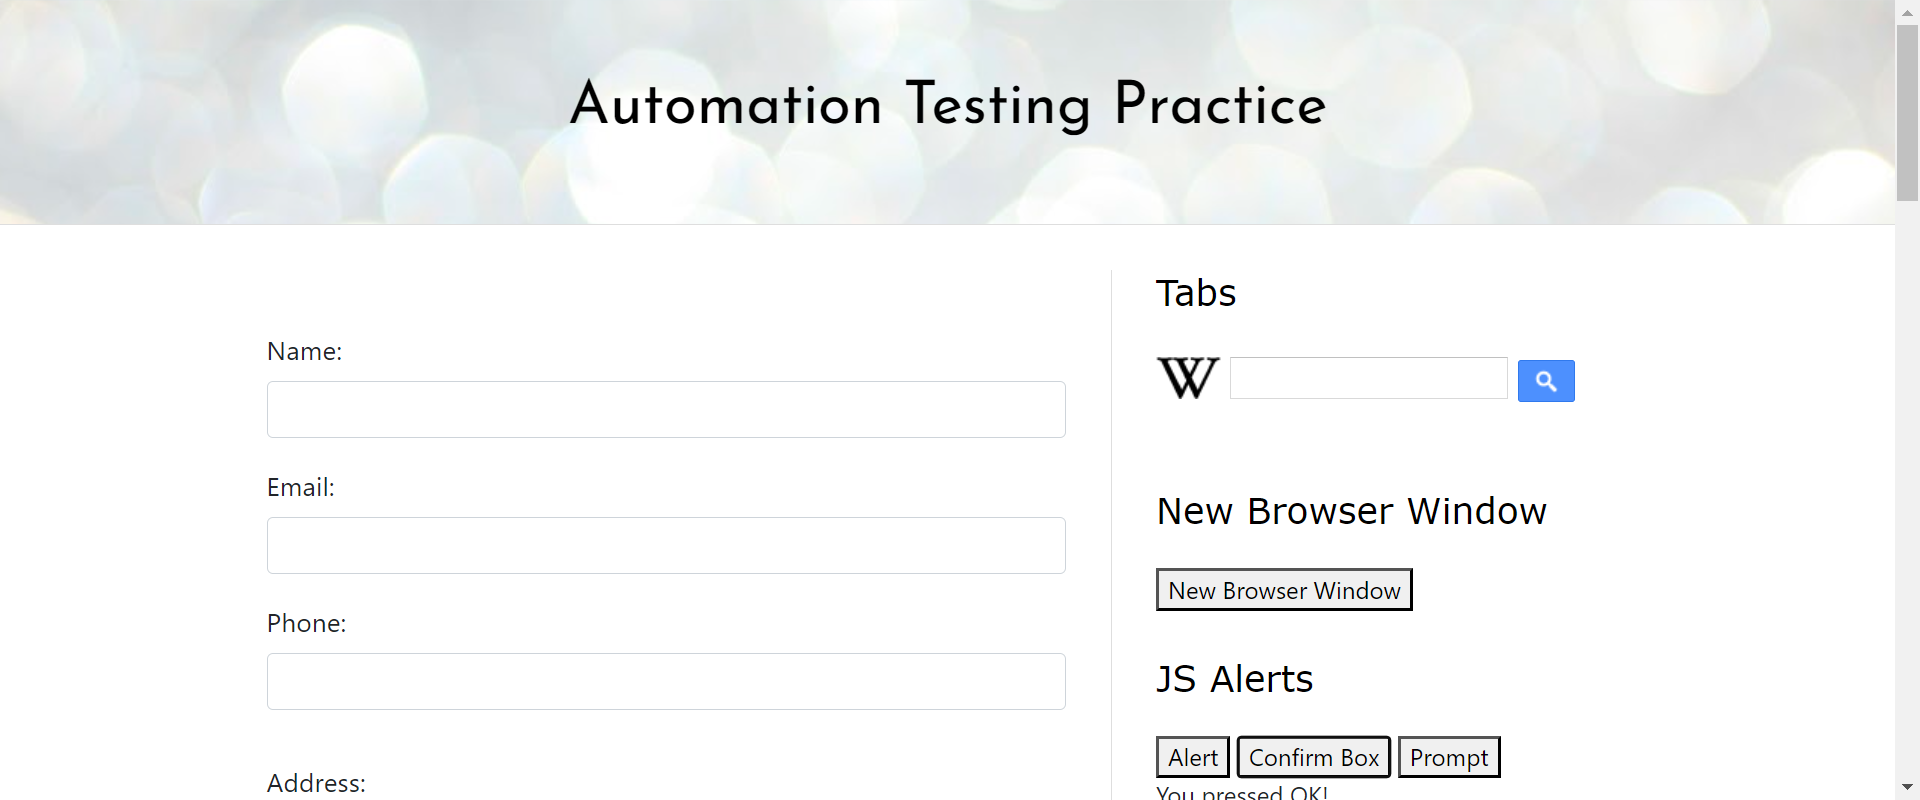 Automation Testing Practice
Name:
Email:
Phone:
Address:
Tabs
W
New Browser Window
New Browser Window
JS Alerts
Alert Confirm Box Prompt
You pressed OK!